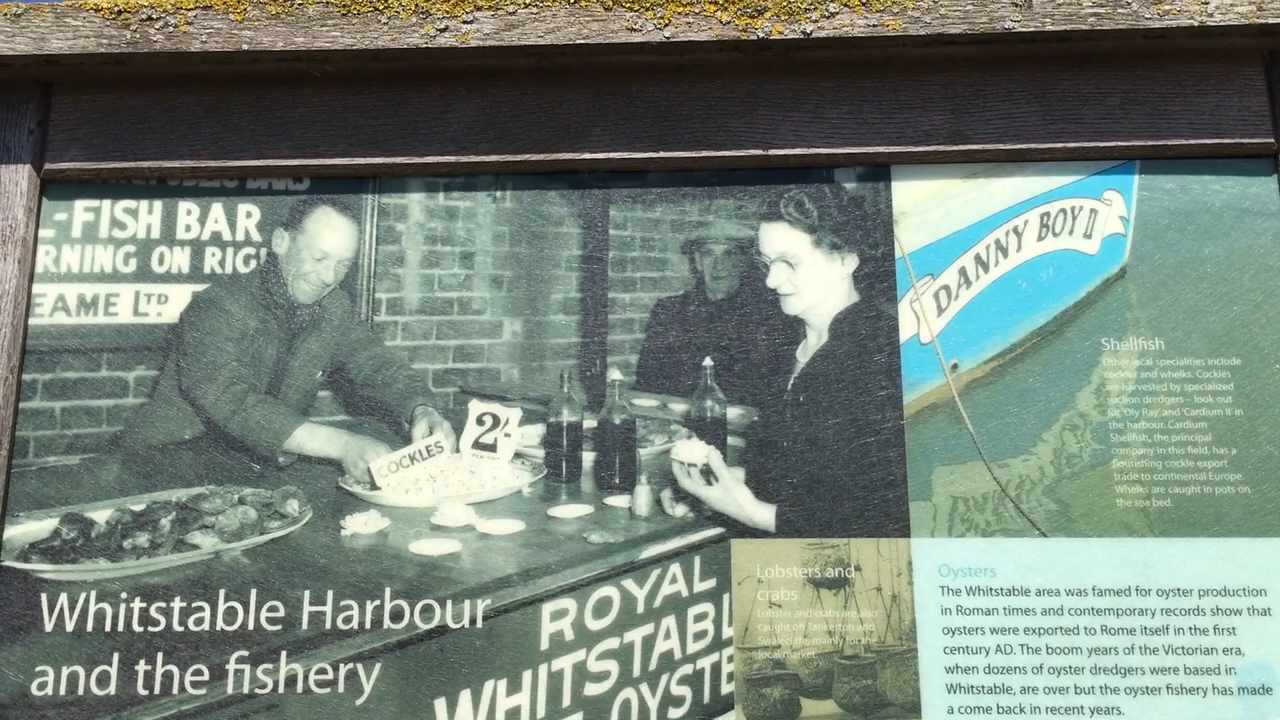 -FISH BAR
RNING ON RIG
EAME LTD
COCKLES
2/-
DANNY BOY II
Shellfish
Other local specialities include
cockles and whelks. Cockles
are harvested by specialized
suction dredgers – look out
for 'Oly Ray' and 'Cardium II' in
the harbour. Cardium
Shellfish, the principal
company in this field, has a
flourishing cockle export
trade to continental Europe.
Whelks are caught in pots on
the sea bed.
Whitstable Harbour
and the fishery
ROYAL
WHITSTABL
OYSTE
Lobsters and
crabs
Lobster and crabs are also
caught off Tankerton and
Swalecliffe, mainly for the
local market.
Oysters
The Whitstable area was famed for oyster production
in Roman times and contemporary records show that
oysters were exported to Rome itself in the first
century AD. The boom years of the Victorian era,
when dozens of oyster dredgers were based in
Whitstable, are over but the oyster fishery has made
a come back in recent years.